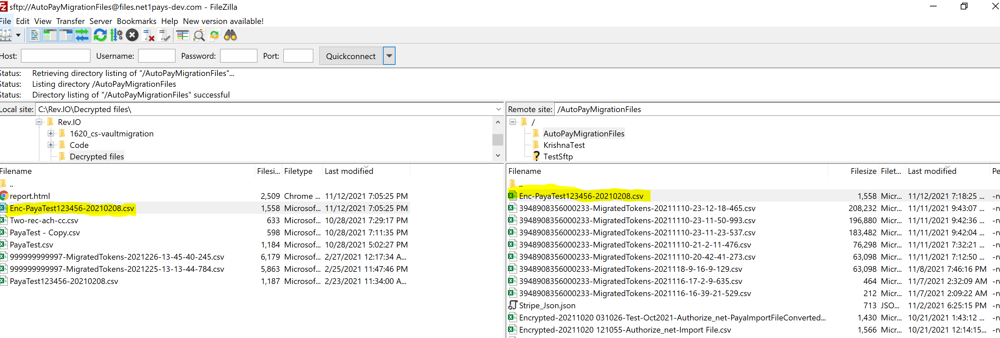 sftp://AutoPayMigrationFiles@files.net1pays-dev.com - FileZilla
File Edit View Transfer Server Bookmarks Help New version available!
Host: Username: Password: Port: Quickconnect
Status: Retrieving directory listing of "/AutoPayMigrationFiles"...
Status: Listing directory /AutoPayMigrationFiles
Status: Directory listing of "/AutoPayMigrationFiles" successful
Local site: C:\Rev.IO\Decrypted files\
Rev.IO
1620_cs-vaultmigration
Code
Decrypted files
Filename Filesi... Filetype Last modified
..
report.html 2,509 Chrome ... 11/12/2021 7:05:25 PM
Enc-PayaTest123456-20210208.csv 1,558 Microsof... 11/12/2021 7:05:25 PM
Two-rec-ach-cc.csv 633 Microsof... 10/28/2021 7:29:17 PM
PayaTest - Copy.csv 598 Microsof... 10/28/2021 7:11:35 PM
PayaTest.csv 1,184 Microsof... 10/28/2021 5:02:27 PM
999999999997-MigratedTokens-2021226-13-45-40-245.csv 6,179 Microsof... 2/27/2021 12:17:34 A...
999999999997-MigratedTokens-2021225-13-13-44-784.csv 5,863 Microsof... 2/25/2021 11:47:46 PM
PayaTest123456-20210208.csv 1,187 Microsof... 2/23/2021 11:34:00 A...
Remote site: /AutoPayMigrationFiles
/
AutoPayMigrationFiles
KrishnaTest
? TestSftp
Filename Filesize Filet... Last modified Pe
..
Enc-PayaTest123456-20210208.csv 1,558 Micr... 11/12/2021 7:18:25 ... -rw
3948908356000233-MigratedTokens-20211110-23-12-18-465.csv 208,232 Micr... 11/11/2021 9:43:07 ... -rw
3948908356000233-MigratedTokens-20211110-23-11-50-993.csv 196,880 Micr... 11/11/2021 9:42:36 ... -rw
3948908356000233-MigratedTokens-20211110-23-11-23-537.csv 183,482 Micr... 11/11/2021 9:42:04 ... -rw
3948908356000233-MigratedTokens-20211110-21-2-11-476.csv 76,298 Micr... 11/11/2021 7:32:21 ... -rw
3948908356000233-MigratedTokens-20211110-20-42-41-273.csv 63,098 Micr... 11/11/2021 7:12:50 ... -rw
3948908356000233-MigratedTokens-2021118-9-16-9-129.csv 63,098 Micr... 11/8/2021 7:46:16 PM -rw
3948908356000233-MigratedTokens-2021116-17-2-9-635.csv 464 Micr... 11/7/2021 2:32:09 AM -rw
3948908356000233-MigratedTokens-2021116-16-39-21-529.csv 212 Micr... 11/7/2021 2:09:22 AM -rw
Stripe_Json.json 713 JSO... 11/2/2021 6:25:15 PM -rw
Encrypted-20211020 031026-Test-Oct2021-Authorize_net-PayaImportFileConverted... 1,430 Micr... 10/21/2021 1:43:12 ... -rw
Encrypted-20211020 121055-Authorize_net-Import File.csv 1,566 Micr... 10/21/2021 12:14:15... -rw